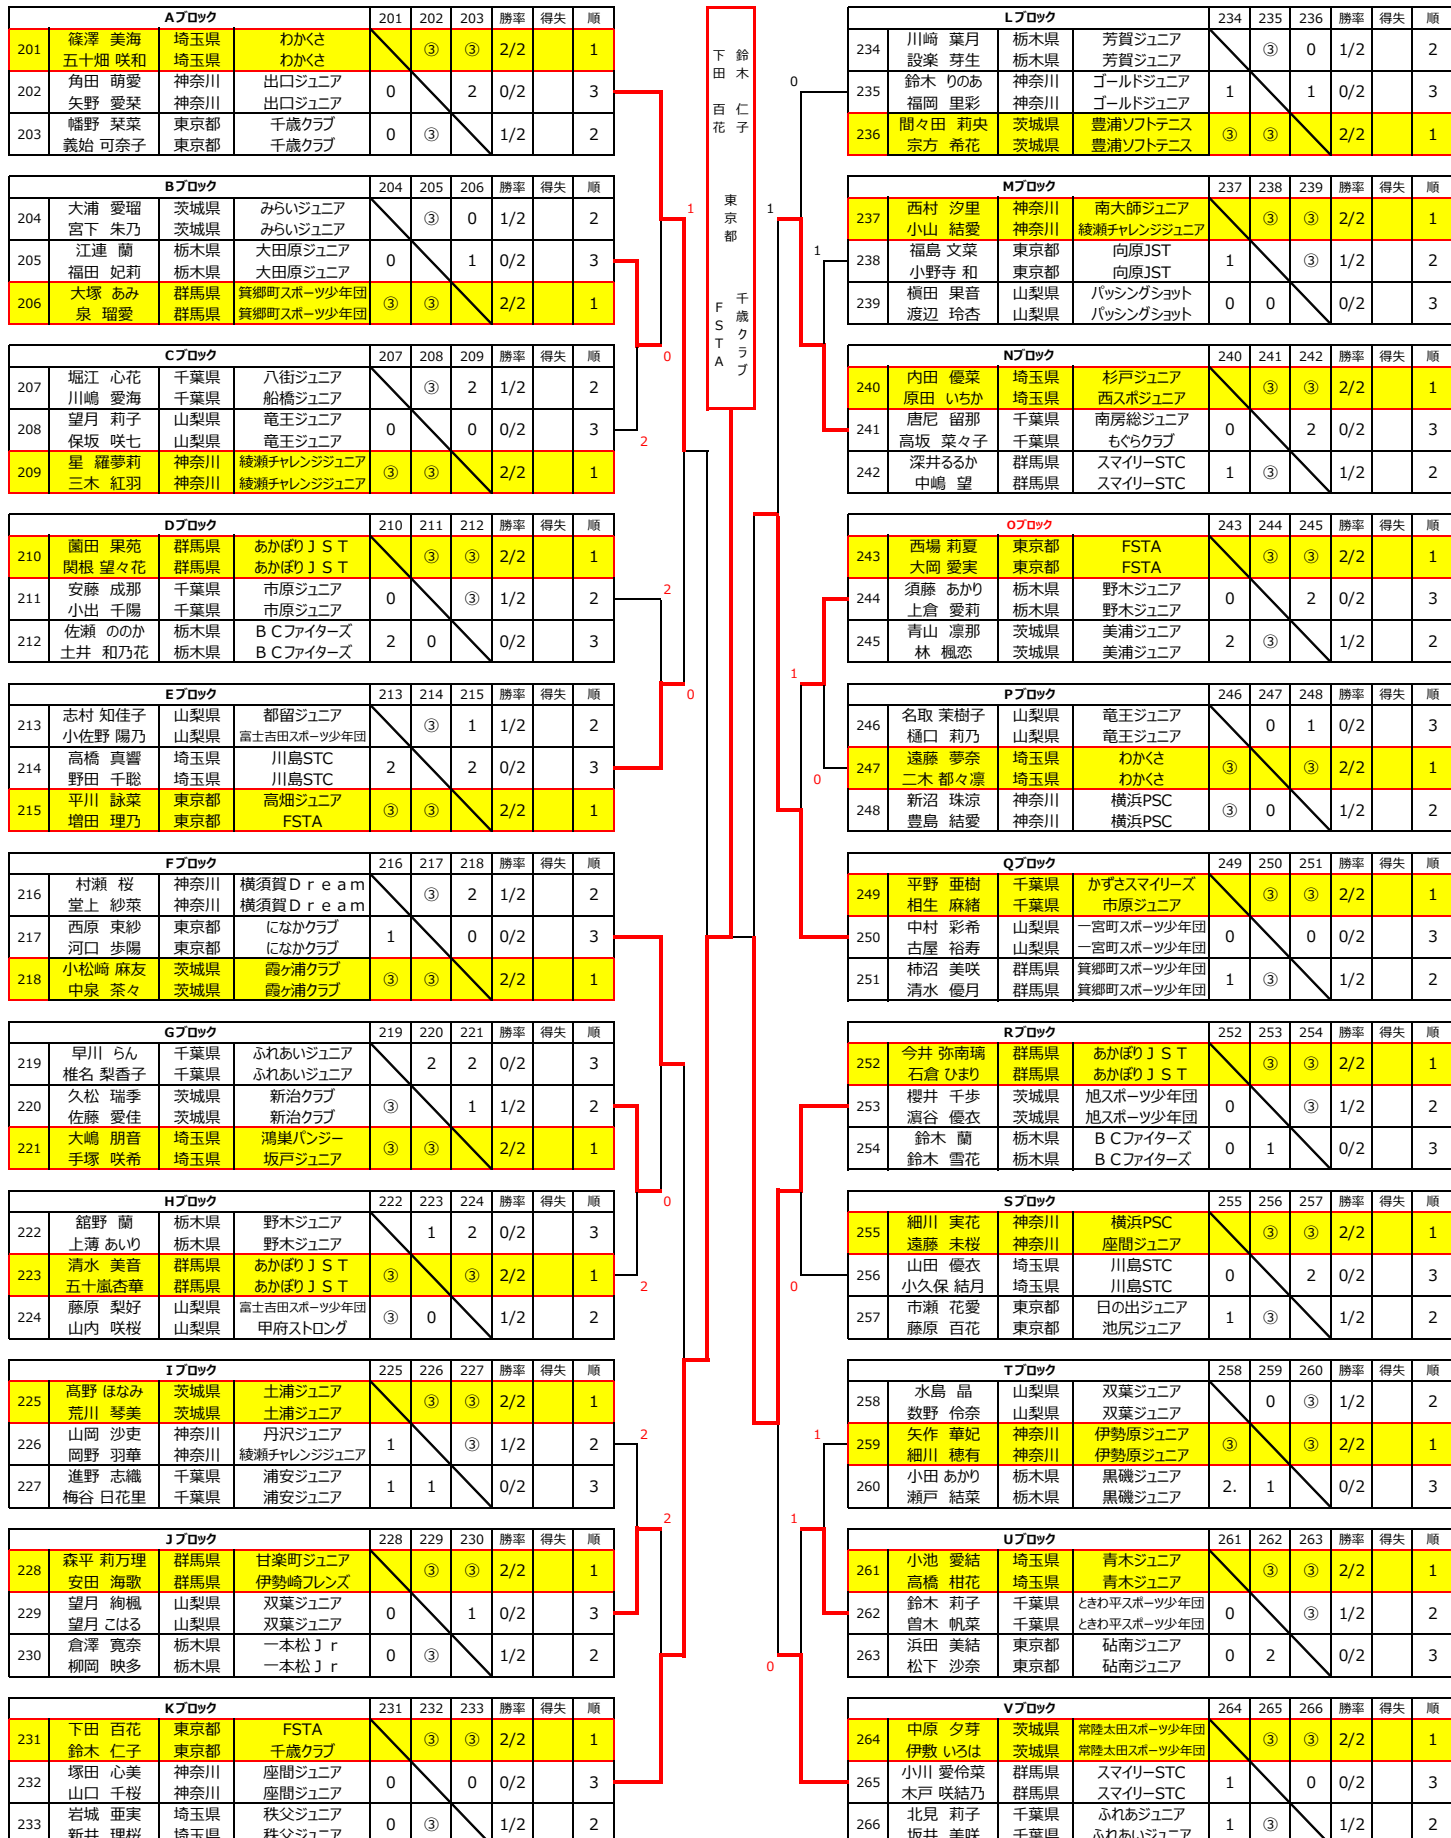 Aブロック 201 202 203 勝率 得失 順
201 篠澤 美海 埼玉県 わかくさ ③ ③ 2/2 1
五十畑 咲和 埼玉県 わかくさ
202 角田 萌愛 神奈川 出口ジュニア 0 2 0/2 3
矢野 愛栞 神奈川 出口ジュニア
203 幡野 栞菜 東京都 千歳クラブ 0 ③ 1/2 2
義始 可奈子 東京都 千歳クラブ
Bブロック 204 205 206 勝率 得失 順
204 大浦 愛瑠 茨城県 みらいジュニア ③ 0 1/2 2
宮下 朱乃 茨城県 みらいジュニア
205 江連 蘭 栃木県 大田原ジュニア 0 1 0/2 3
福田 妃莉 栃木県 大田原ジュニア
206 大塚 あみ 群馬県 箕郷町スポーツ少年団 ③ ③ 2/2 1
泉 瑠愛 群馬県 箕郷町スポーツ少年団
Cブロック 207 208 209 勝率 得失 順
207 堀江 心花 千葉県 八街ジュニア ③ 2 1/2 2
川嶋 愛海 千葉県 船橋ジュニア
208 望月 莉子 山梨県 竜王ジュニア 0 0 0/2 3
保坂 咲七 山梨県 竜王ジュニア
209 星 羅夢莉 神奈川 綾瀬チャレンジジュニア ③ ③ 2/2 1
三木 紅羽 神奈川 綾瀬チャレンジジュニア
Dブロック 210 211 212 勝率 得失 順
210 薗田 果苑 群馬県 あかぼりJST ③ ③ 2/2 1
関根 望々花 群馬県 あかぼりJST
211 安藤 成那 千葉県 市原ジュニア 0 ③ 1/2 2
小出 千陽 千葉県 市原ジュニア
212 佐瀬 ののか 栃木県 BCファイターズ 2 0 0/2 3
土井 和乃花 栃木県 BCファイターズ
Eブロック 213 214 215 勝率 得失 順
213 志村 知佳子 山梨県 都留ジュニア ③ 1 1/2 2
小佐野 陽乃 山梨県 富士吉田スポーツ少年団
214 高橋 真響 埼玉県 川島STC 2 2 0/2 3
野田 千聡 埼玉県 川島STC
215 平川 詠菜 東京都 高畑ジュニア ③ ③ 2/2 1
増田 理乃 東京都 FSTA
Fブロック 216 217 218 勝率 得失 順
216 村瀬 桜 神奈川 横須賀Dream ③ 2 1/2 2
堂上 紗菜 神奈川 横須賀Dream
217 西原 束紗 東京都 になかクラブ 1 0 0/2 3
河口 歩陽 東京都 になかクラブ
218 小松﨑 麻友 茨城県 霞ヶ浦クラブ ③ ③ 2/2 1
中泉 茶々 茨城県 霞ヶ浦クラブ
Gブロック 219 220 221 勝率 得失 順
219 早川 らん 千葉県 ふれあいジュニア 2 2 0/2 3
椎名 梨香子 千葉県 ふれあいジュニア
220 久松 瑞季 茨城県 新治クラブ ③ 1 1/2 2
佐藤 愛佳 茨城県 新治クラブ
221 大嶋 朋音 埼玉県 鴻巣パンジー ③ ③ 2/2 1
手塚 咲希 埼玉県 坂戸ジュニア
Hブロック 222 223 224 勝率 得失 順
222 舘野 蘭 栃木県 野木ジュニア 1 2 0/2 3
上薄 あいり 栃木県 野木ジュニア
223 清水 美音 群馬県 あかぼりJST ③ ③ 2/2 1
五十嵐杏華 群馬県 あかぼりJST
224 藤原 梨好 山梨県 富士吉田スポーツ少年団 ③ 0 1/2 2
山内 咲桜 山梨県 甲府ストロング
Iブロック 225 226 227 勝率 得失 順
225 髙野 ほなみ 茨城県 土浦ジュニア ③ ③ 2/2 1
荒川 琴美 茨城県 土浦ジュニア
226 山岡 沙吏 神奈川 丹沢ジュニア 1 ③ 1/2 2
岡野 羽華 神奈川 綾瀬チャレンジジュニア
227 進野 志織 千葉県 浦安ジュニア 1 1 0/2 3
梅谷 日花里 千葉県 浦安ジュニア
Jブロック 228 229 230 勝率 得失 順
228 森平 莉万理 群馬県 甘楽町ジュニア ③ ③ 2/2 1
安田 海歌 群馬県 伊勢崎フレンズ
229 望月 絢楓 山梨県 双葉ジュニア 0 1 0/2 3
望月 こはる 山梨県 双葉ジュニア
230 倉澤 寛奈 栃木県 一本松Jr 0 ③ 1/2 2
柳岡 映多 栃木県 一本松Jr
Kブロック 231 232 233 勝率 得失 順
231 下田 百花 東京都 FSTA ③ ③ 2/2 1
鈴木 仁子 東京都 千歳クラブ
232 塚田 心美 神奈川 座間ジュニア 0 0 0/2 3
山口 千桜 神奈川 座間ジュニア
233 岩城 亜実 埼玉県 秩父ジュニア 0 ③ 1/2 2
新井 理桜 埼玉県 秩父ジュニア
1
0
2
2
0
0
2
2
2
鈴木 仁子 千歳クラブ
下田 百花 東京都 FSTA
0
1
1
1
0
0
1
1
0
Lブロック 234 235 236 勝率 得失 順
234 川﨑 葉月 栃木県 芳賀ジュニア ③ 0 1/2 2
設楽 芽生 栃木県 芳賀ジュニア
235 鈴木 りのあ 神奈川 ゴールドジュニア 1 1 0/2 3
福岡 里彩 神奈川 ゴールドジュニア
236 間々田 莉央 茨城県 豊浦ソフトテニス ③ ③ 2/2 1
宗方 希花 茨城県 豊浦ソフトテニス
Mブロック 237 238 239 勝率 得失 順
237 西村 汐里 神奈川 南大師ジュニア ③ ③ 2/2 1
小山 結愛 神奈川 綾瀬チャレンジジュニア
238 福島 文菜 東京都 向原JST 1 ③ 1/2 2
小野寺 和 東京都 向原JST
239 槇田 果音 山梨県 パッシングショット 0 0 0/2 3
渡辺 玲杏 山梨県 パッシングショット
Nブロック 240 241 242 勝率 得失 順
240 内田 優菜 埼玉県 杉戸ジュニア ③ ③ 2/2 1
原田 いちか 埼玉県 西スポジュニア
241 唐尼 留那 千葉県 南房総ジュニア 0 2 0/2 3
高坂 菜々子 千葉県 もぐらクラブ
242 深井るるか 群馬県 スマイリーSTC 1 ③ 1/2 2
中嶋 望 群馬県 スマイリーSTC
Oブロック 243 244 245 勝率 得失 順
243 西場 莉夏 東京都 FSTA ③ ③ 2/2 1
大岡 愛実 東京都 FSTA
244 須藤 あかり 栃木県 野木ジュニア 0 2 0/2 3
上倉 愛莉 栃木県 野木ジュニア
245 青山 凛那 茨城県 美浦ジュニア 2 ③ 1/2 2
林 楓恋 茨城県 美浦ジュニア
Pブロック 246 247 248 勝率 得失 順
246 名取 茉樹子 山梨県 竜王ジュニア 0 1 0/2 3
樋口 莉乃 山梨県 竜王ジュニア
247 遠藤 夢奈 埼玉県 わかくさ ③ ③ 2/2 1
二木 都々凛 埼玉県 わかくさ
248 新沼 珠涼 神奈川 横浜PSC ③ 0 1/2 2
豊島 結愛 神奈川 横浜PSC
Qブロック 249 250 251 勝率 得失 順
249 平野 亜樹 千葉県 かずさスマイリーズ ③ ③ 2/2 1
相生 麻緒 千葉県 市原ジュニア
250 中村 彩希 山梨県 一宮町スポーツ少年団 0 0 0/2 3
古屋 裕寿 山梨県 一宮町スポーツ少年団
251 柿沼 美咲 群馬県 箕郷町スポーツ少年団 1 ③ 1/2 2
清水 優月 群馬県 箕郷町スポーツ少年団
Rブロック 252 253 254 勝率 得失 順
252 今井 弥南璃 群馬県 あかぼりJST ③ ③ 2/2 1
石倉 ひまり 群馬県 あかぼりJST
253 櫻井 千歩 茨城県 旭スポーツ少年団 0 ③ 1/2 2
濵谷 優衣 茨城県 旭スポーツ少年団
254 鈴木 蘭 栃木県 BCファイターズ 0 1 0/2 3
鈴木 雪花 栃木県 BCファイターズ
Sブロック 255 256 257 勝率 得失 順
255 細川 実花 神奈川 横浜PSC ③ ③ 2/2 1
遠藤 未桜 神奈川 座間ジュニア
256 山田 優衣 埼玉県 川島STC 0 2 0/2 3
小久保 結月 埼玉県 川島STC
257 市瀬 花愛 東京都 日の出ジュニア 1 ③ 1/2 2
藤原 百花 東京都 池尻ジュニア
Tブロック 258 259 260 勝率 得失 順
258 水島 晶 山梨県 双葉ジュニア 0 ③ 1/2 2
数野 伶奈 山梨県 双葉ジュニア
259 矢作 華妃 神奈川 伊勢原ジュニア ③ ③ 2/2 1
細川 穂有 神奈川 伊勢原ジュニア
260 小田 あかり 栃木県 黒磯ジュニア 2. 1 0/2 3
瀬戸 結菜 栃木県 黒磯ジュニア
Uブロック 261 262 263 勝率 得失 順
261 小池 愛結 埼玉県 青木ジュニア ③ ③ 2/2 1
高橋 柑花 埼玉県 青木ジュニア
262 鈴木 莉子 千葉県 ときわ平スポーツ少年団 0 ③ 1/2 2
曽木 帆菜 千葉県 ときわ平スポーツ少年団
263 浜田 美結 東京都 砧南ジュニア 0 2 0/2 3
松下 沙奈 東京都 砧南ジュニア
Vブロック 264 265 266 勝率 得失 順
264 中原 夕芽 茨城県 常陸太田スポーツ少年団 ③ ③ 2/2 1
伊敷 いろは 茨城県 常陸太田スポーツ少年団
265 小川 愛伶菜 群馬県 スマイリーSTC 1 0 0/2 3
木戸 咲結乃 群馬県 スマイリーSTC
266 北見 莉子 千葉県 ふれあジュニア 1 ③ 1/2 2
坂井 美咲 千葉県 ふれあいジュニア